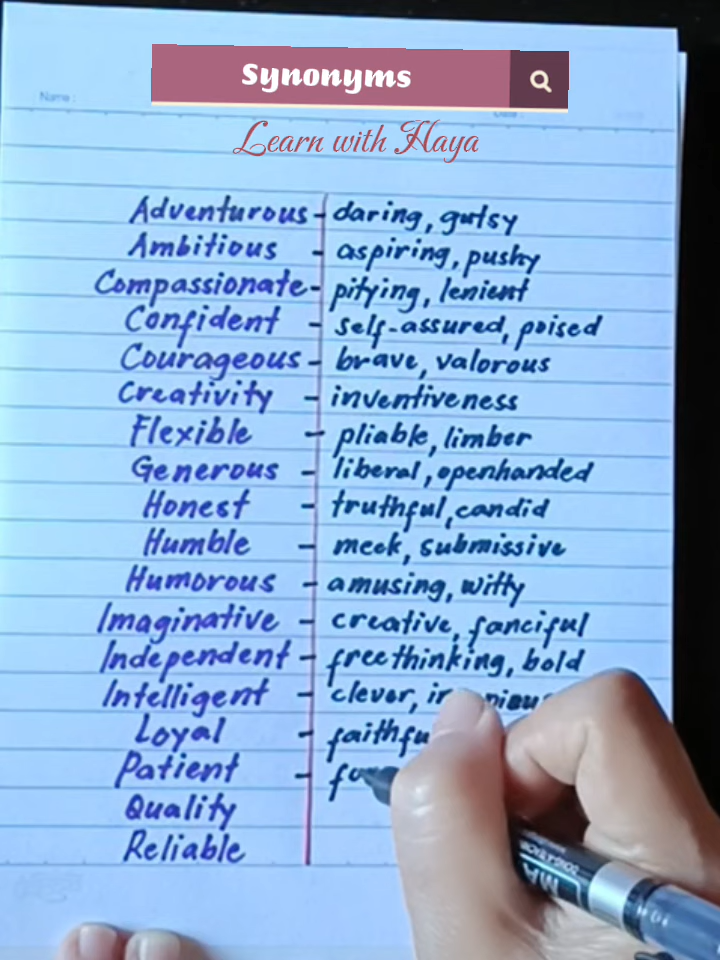 Synonyms
Learn with Haya
Name :
Date :
Adventurous - daring, gutsy
Ambitious - aspiring, pushy
Compassionate - pitying, lenient
Confident - self-assured, poised
Courageous - brave, valorous
Creativity - inventiveness
Flexible - pliable, limber
Generous - liberal, openhanded
Honest - truthful, candid
Humble - meek, submissive
Humorous - amusing, witty
Imaginative - creative, fanciful
Independent - freethinking, bold
Intelligent - clever,
Loyal -
Patient -
Quality
Reliable